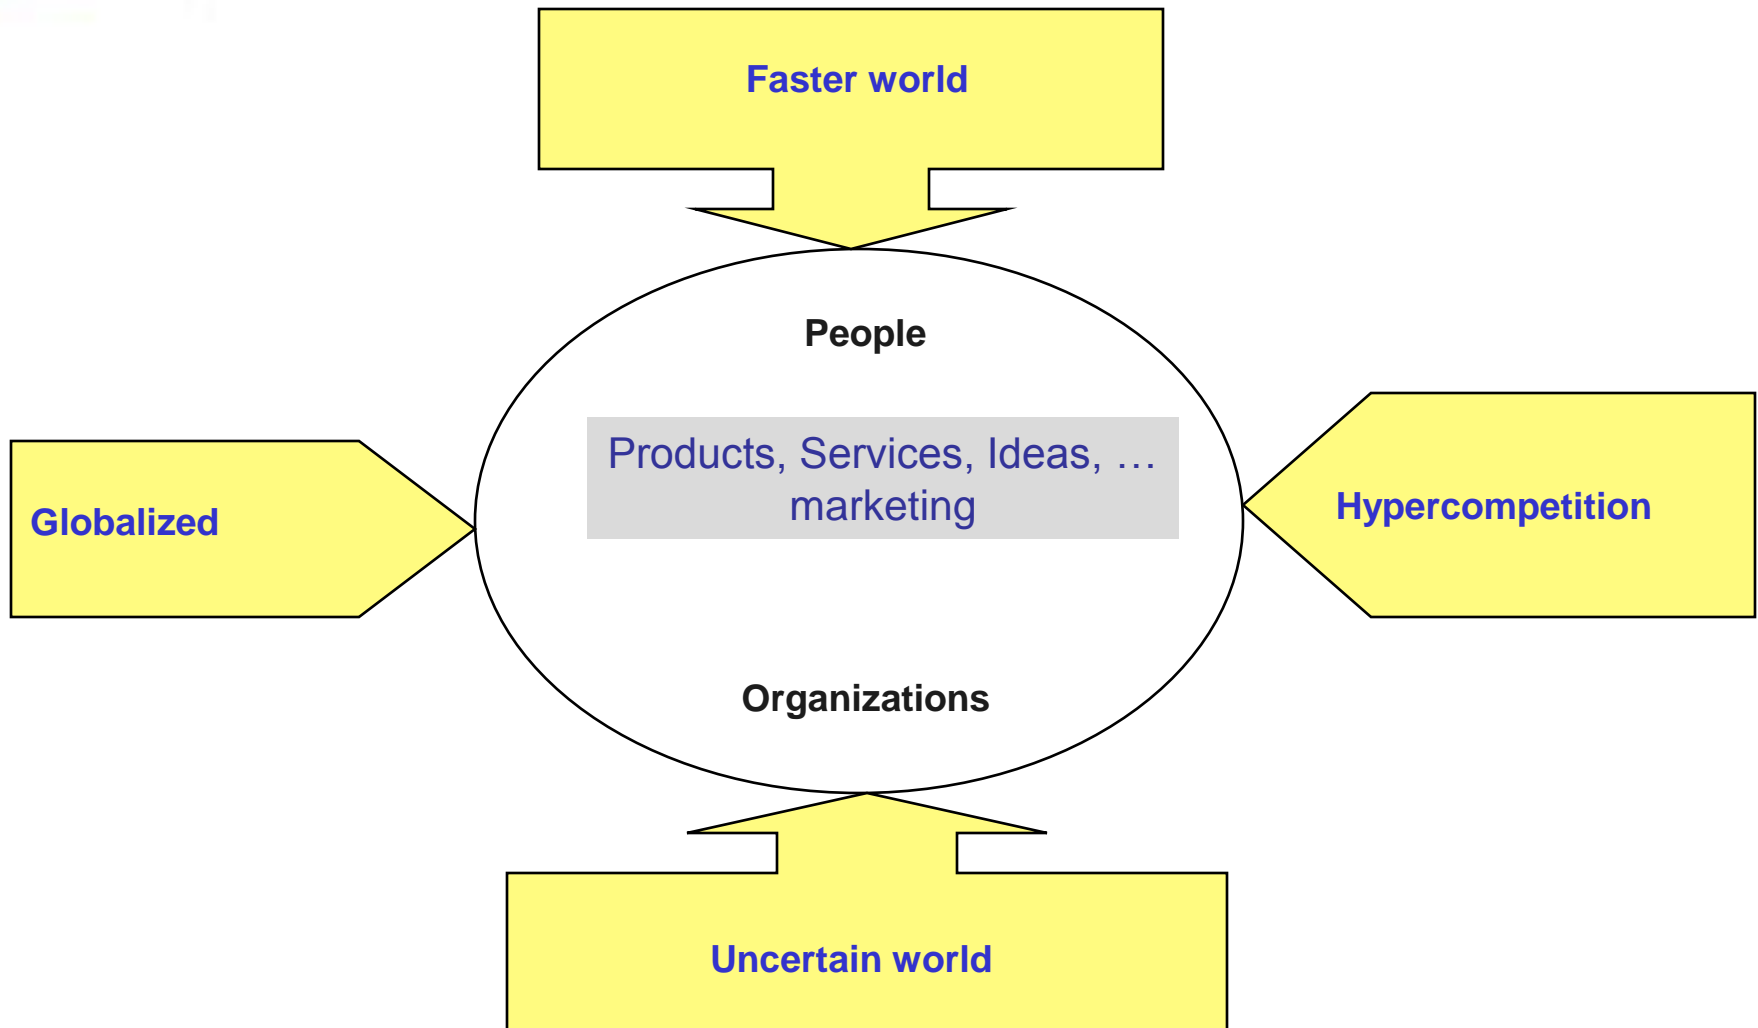 Faster world
People
Products, Services, Ideas, …
marketing
Globalized
Hypercompetition
Organizations
Uncertain world